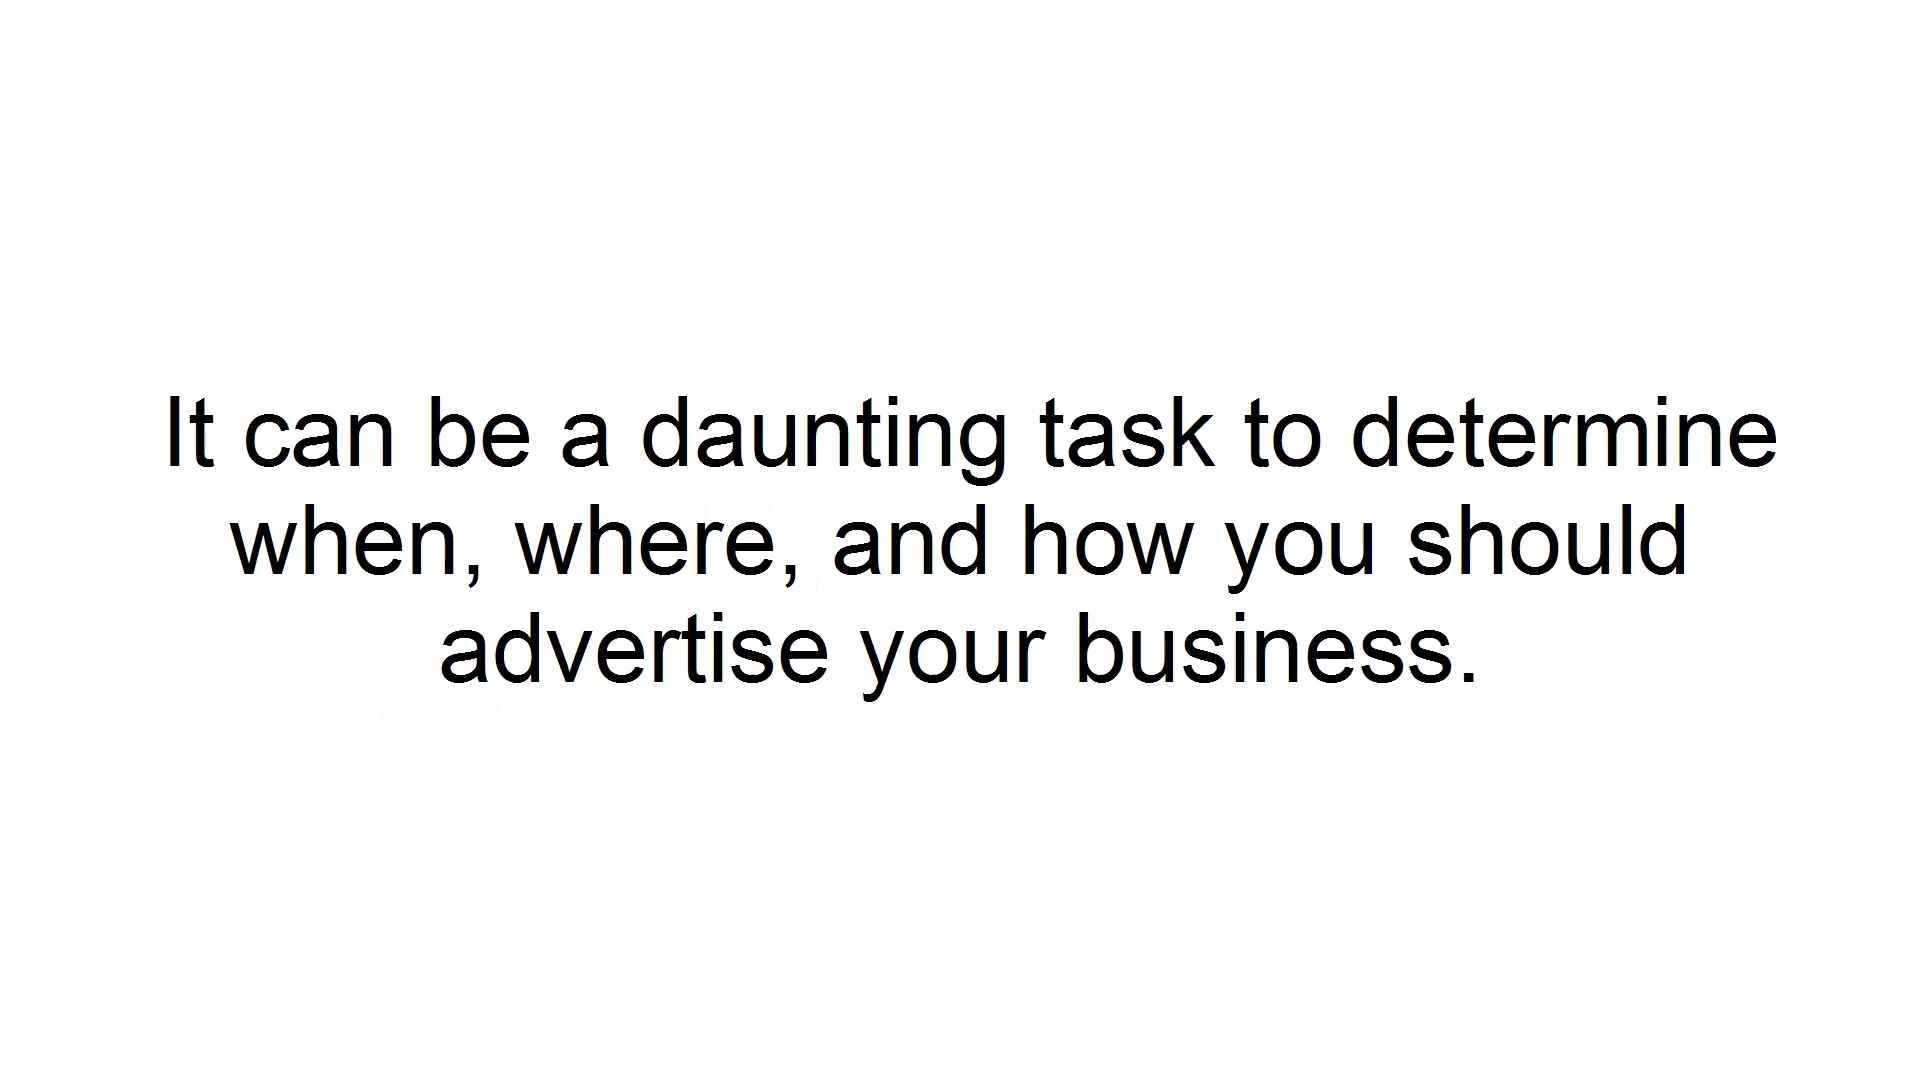 It can be a daunting task to determine
when, where, and how you should
advertise your business.